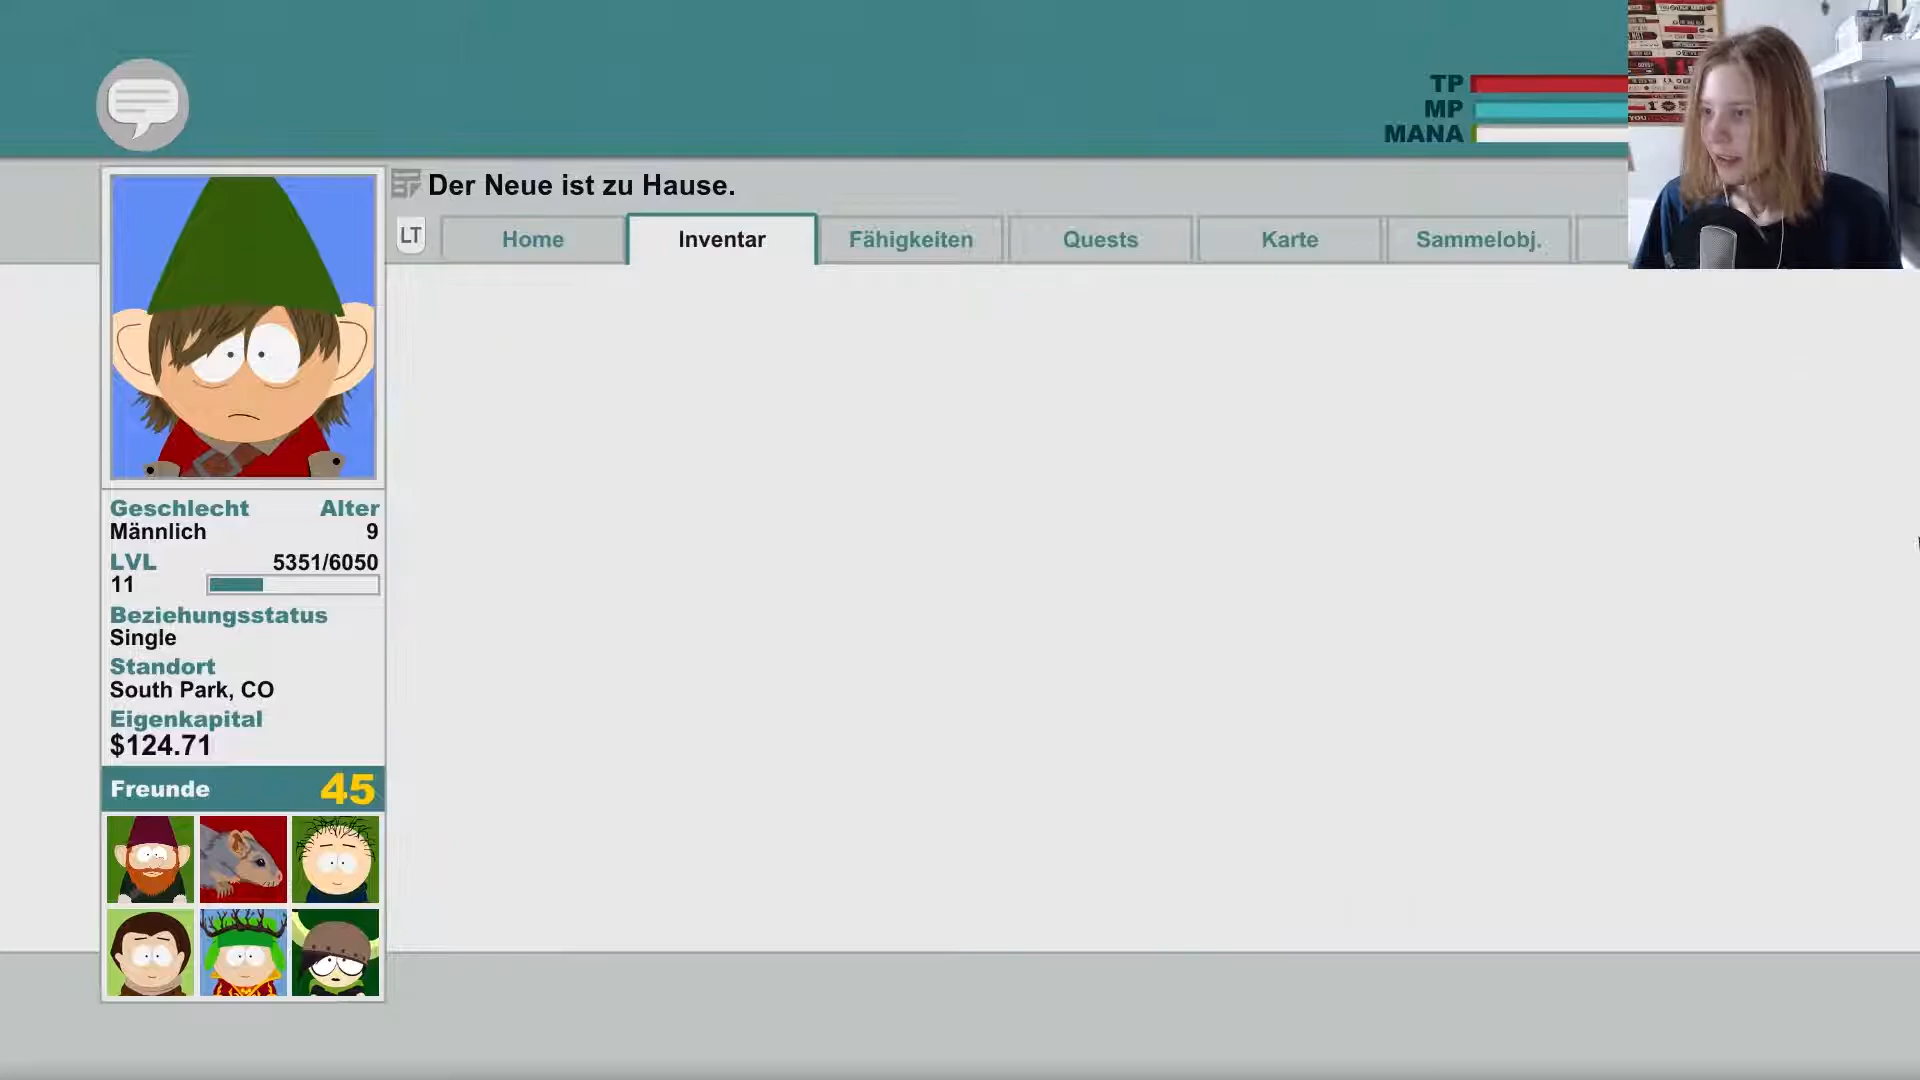 TP
MP
MANA
Der Neue ist zu Hause.
LT
Home
Inventar
Fähigkeiten
Quests
Karte
Sammelobj.
Geschlecht Alter
Männlich 9
LVL 5351/6050
11
Beziehungsstatus
Single
Standort
South Park, CO
Eigenkapital
$124.71
Freunde 45